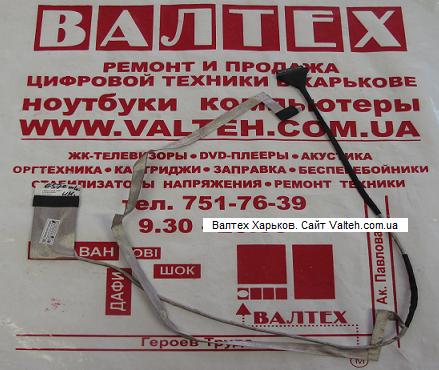 ВАЛТЕХ
РЕМОНТ И ПРОДАЖА
ЦИФРОВОЙ ТЕХНИКИ В ХАРЬКОВЕ
ноутбуки компьютеры
WWW.VALTEH.COM.UA
ЖК-ТЕЛЕВИЗОРЫ • DVD-ПЛЕЕРЫ • АКУСТИКА
ОРГТЕХНИКА • КАРТРИДЖИ • ЗАПРАВКА • БЕСПЕРЕБОЙНИКИ
СТАБИЛИЗАТОРЫ НАПРЯЖЕНИЯ • РЕМОНТ ТЕХНИКИ
тел. 751-76-39
9.30
Валтех Харьков. Сайт Valteh.com.ua
ШОК
ДАФИ
Ак. Павлова
ВАЛТЕХ
Героев
М